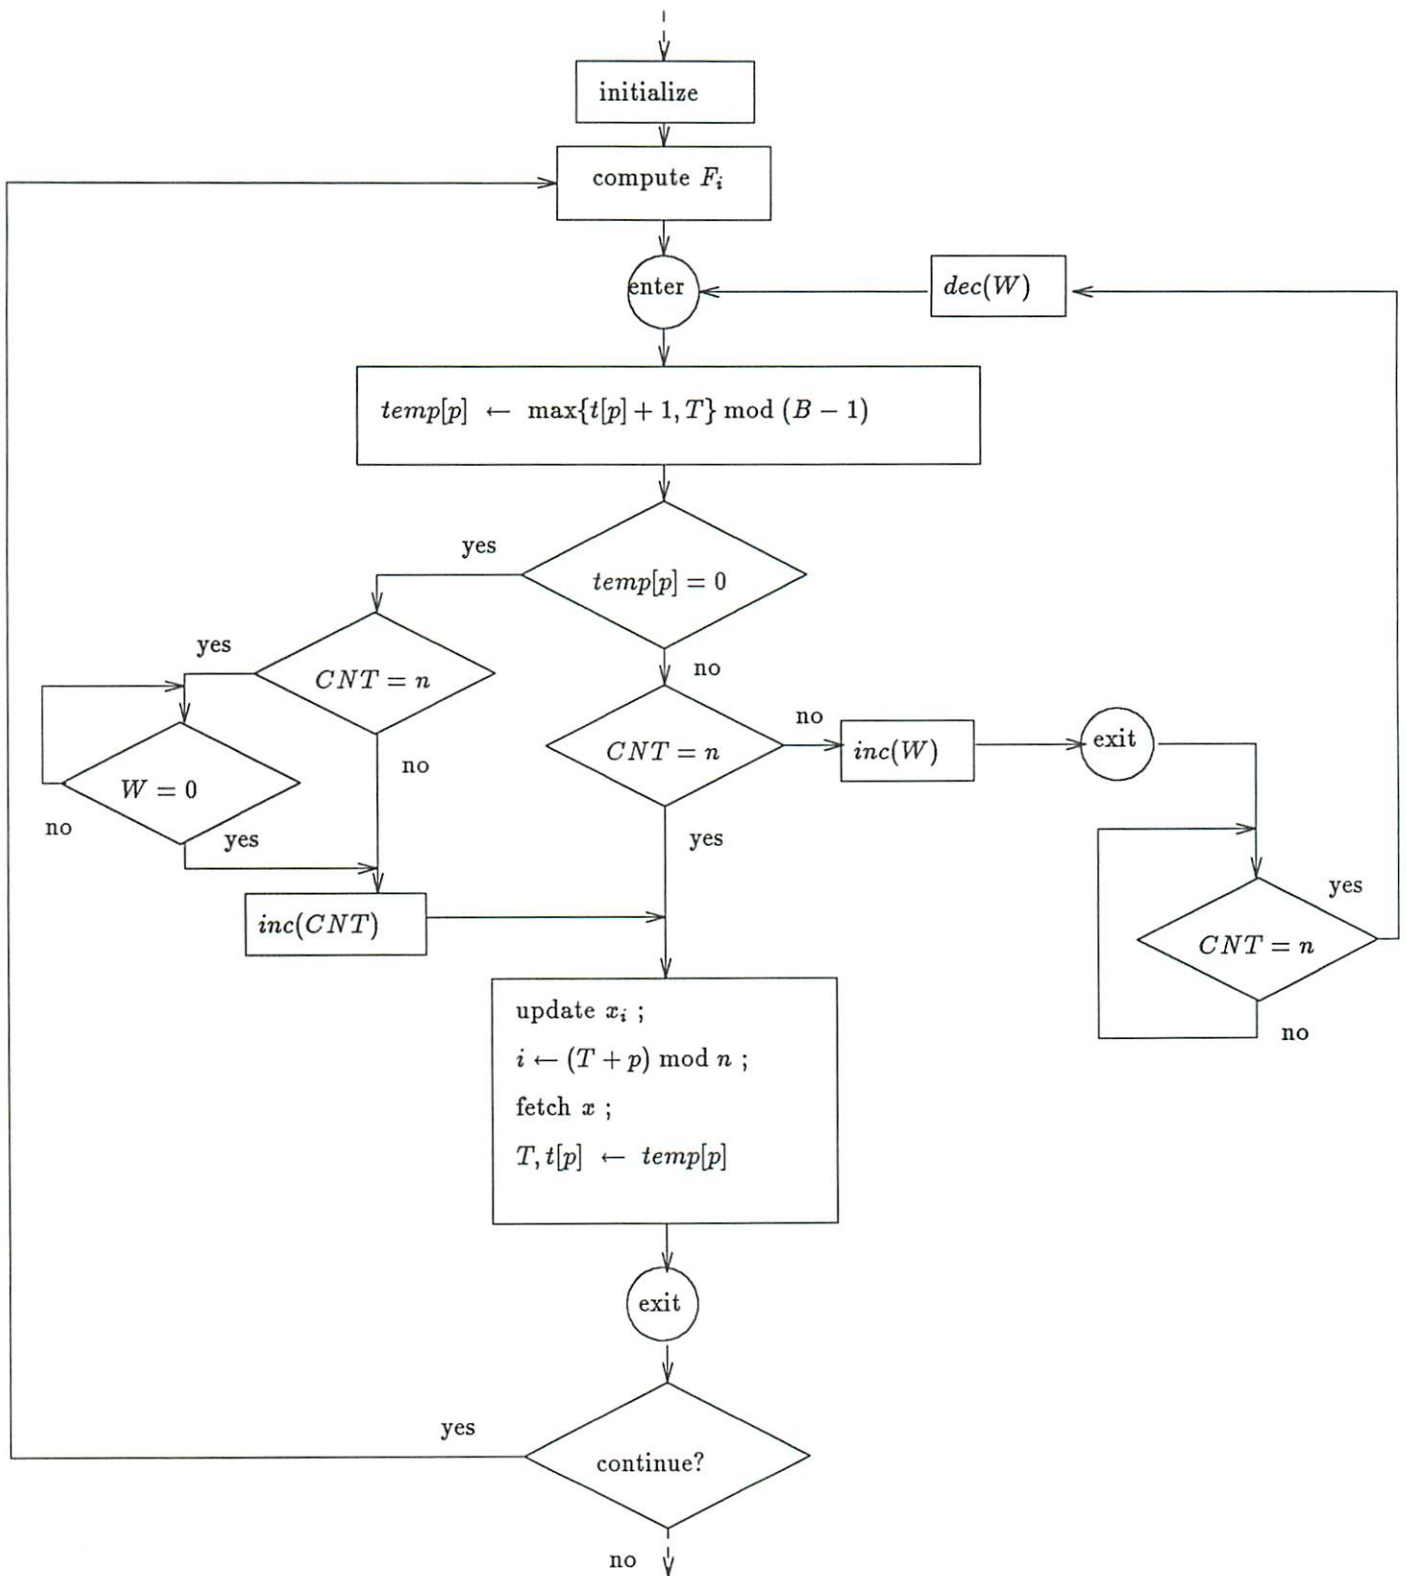 initialize
compute F_i
enter
dec(W)
temp[p] ← max{t[p] + 1, T} mod (B − 1)
yes
temp[p] = 0
yes
no
CNT = n
CNT = n
no
inc(W)
exit
W = 0
no
no
yes
yes
inc(CNT)
yes
CNT = n
no
update x_i ;
i ← (T + p) mod n ;
fetch x ;
T, t[p] ← temp[p]
exit
yes
continue?
no